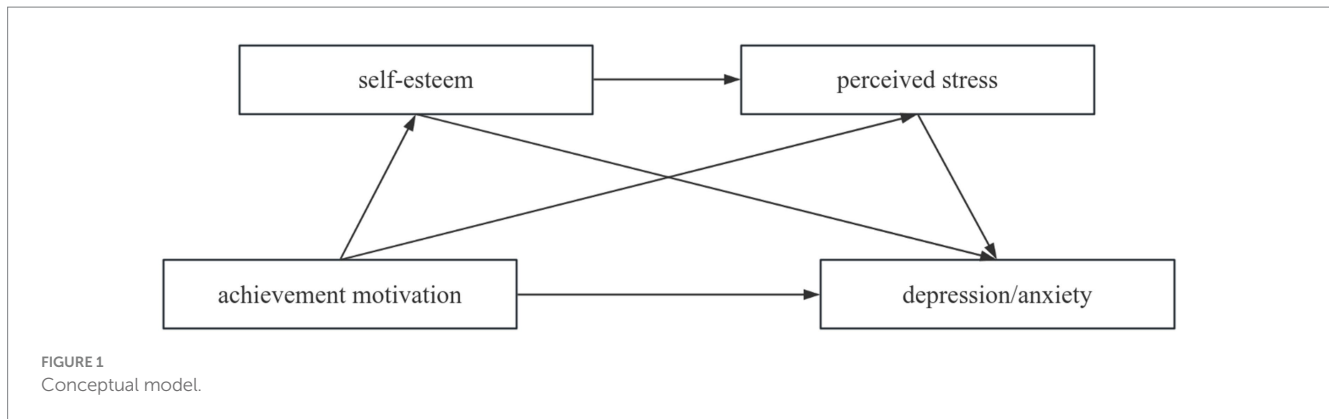 self-esteem
perceived stress
achievement motivation
depression/anxiety
FIGURE 1
Conceptual model.